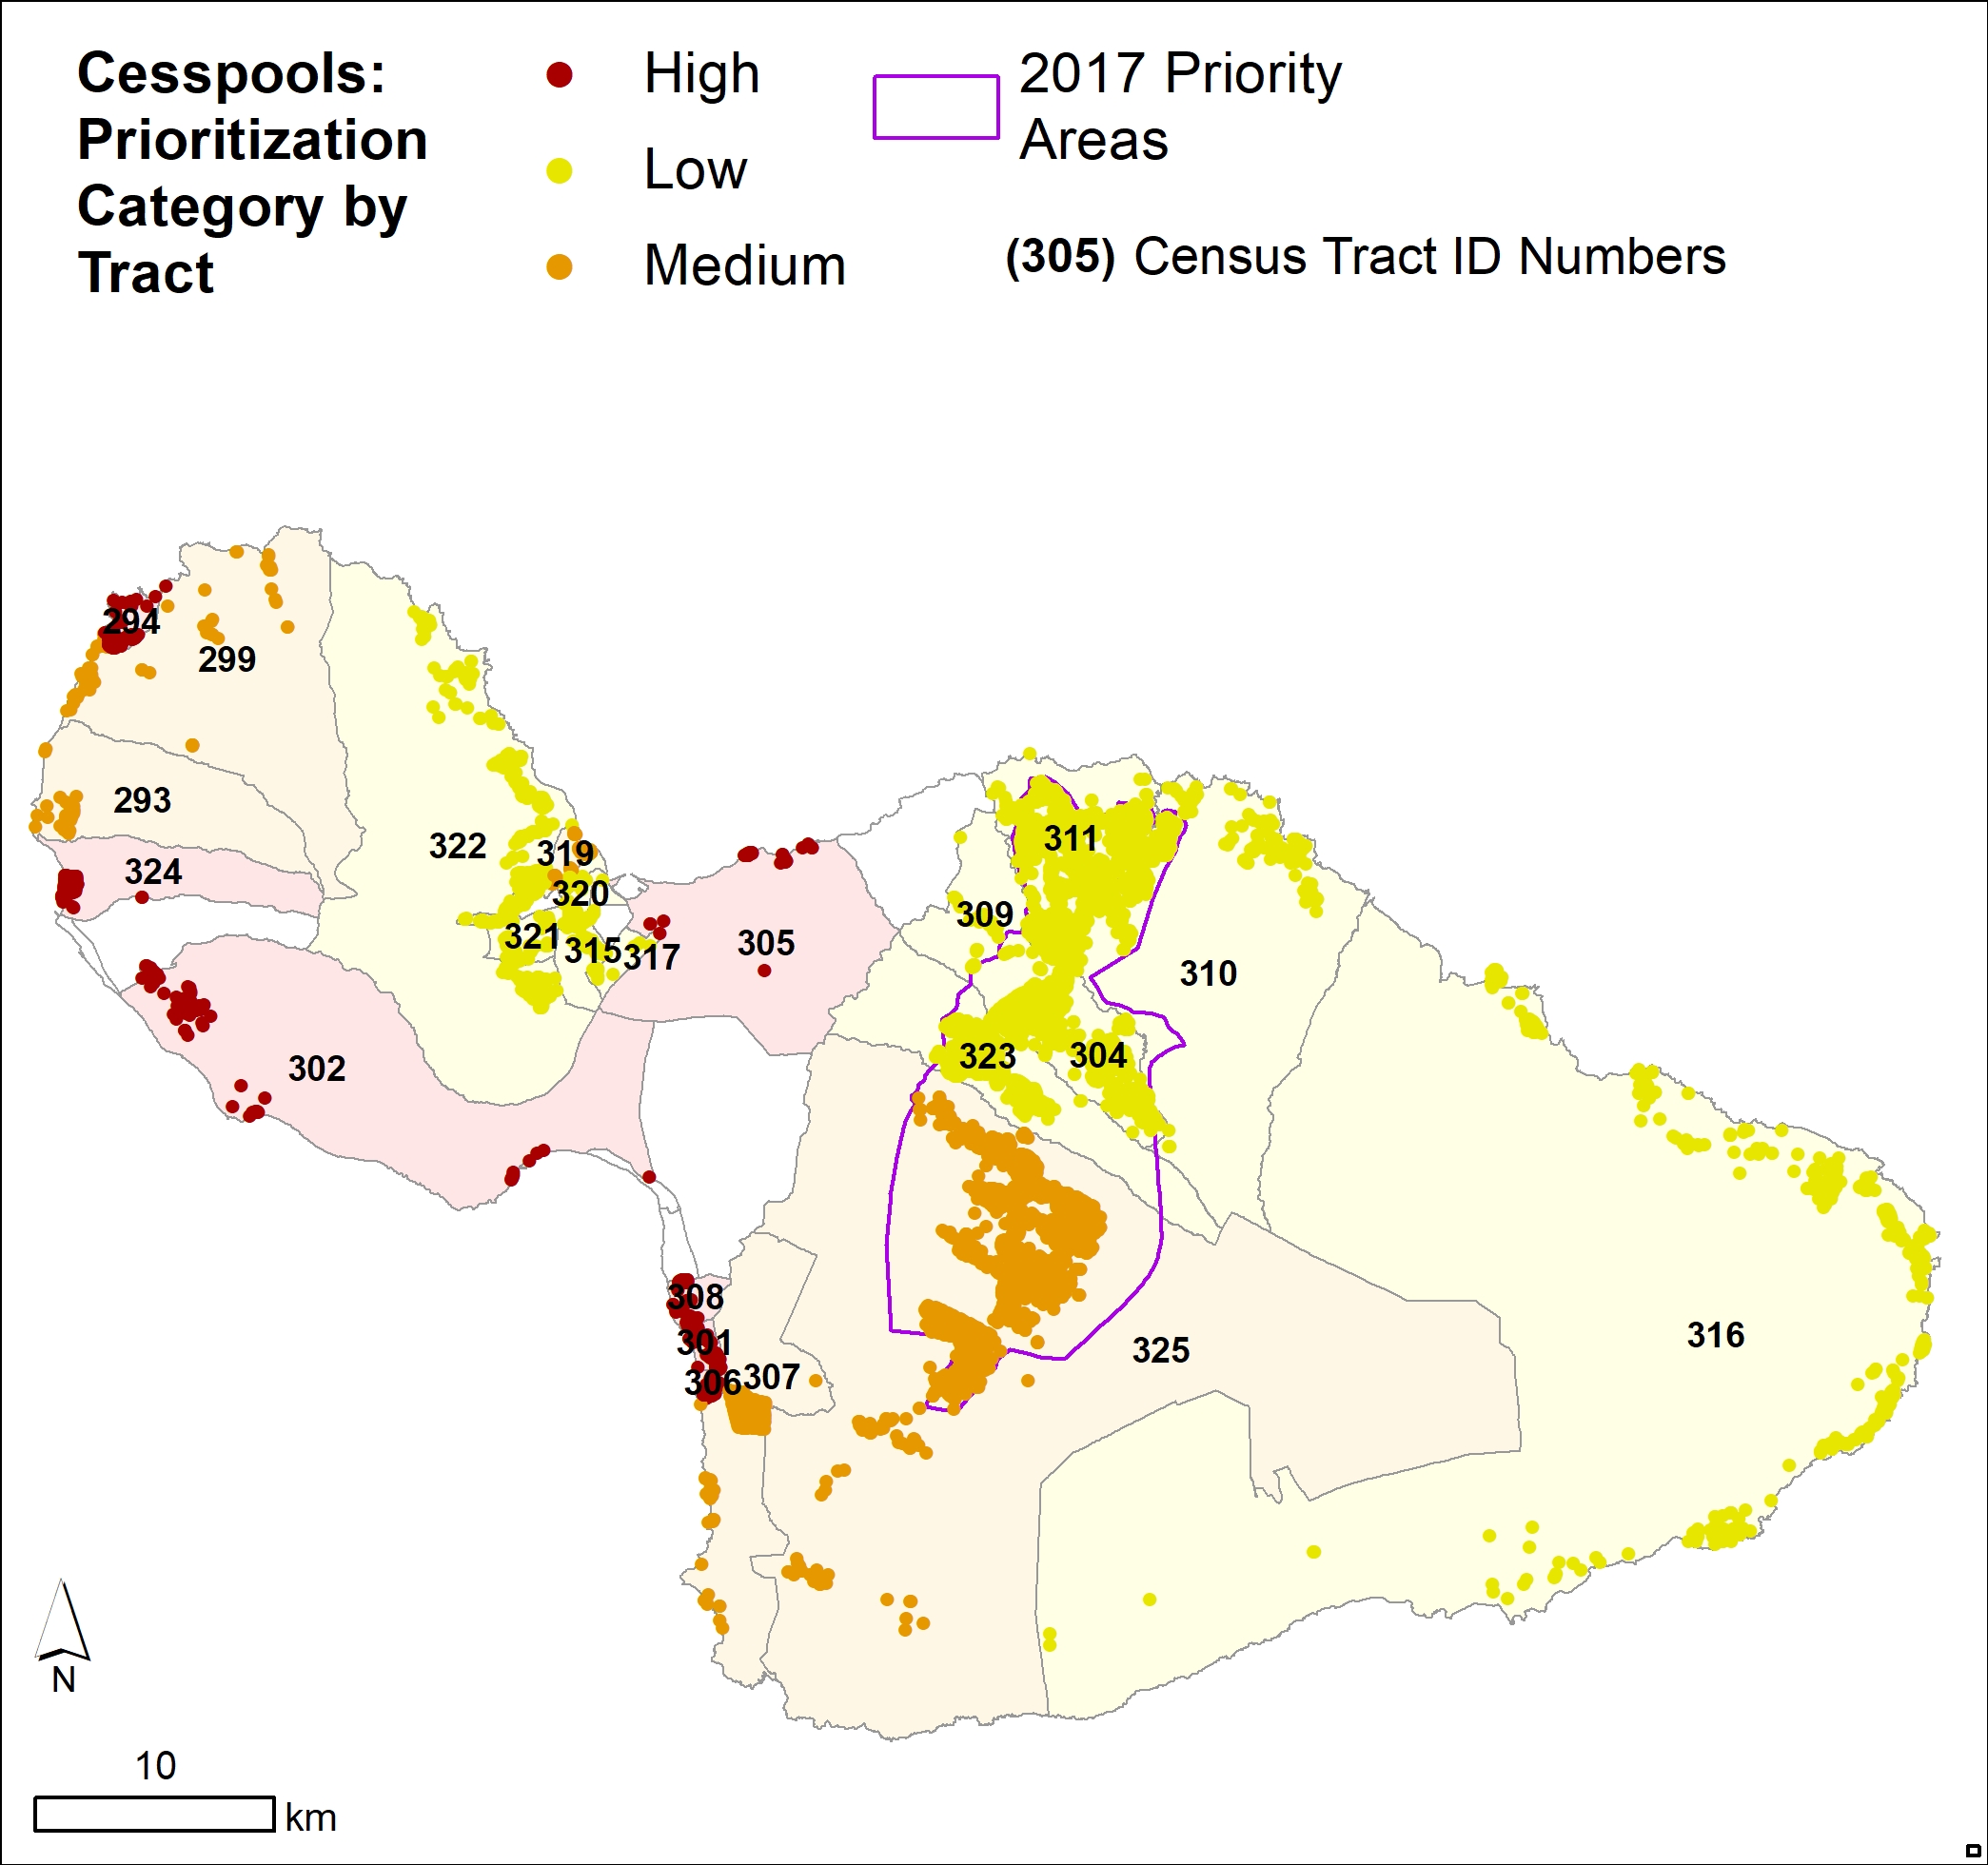 Cesspools:
Prioritization
Category by
Tract
High
Low
Medium
2017 Priority
Areas
(305) Census Tract ID Numbers
294
299
293
324
322
319
320
321
315
317
305
302
311
309
310
323
304
308
301
306
307
325
316
N
10
km